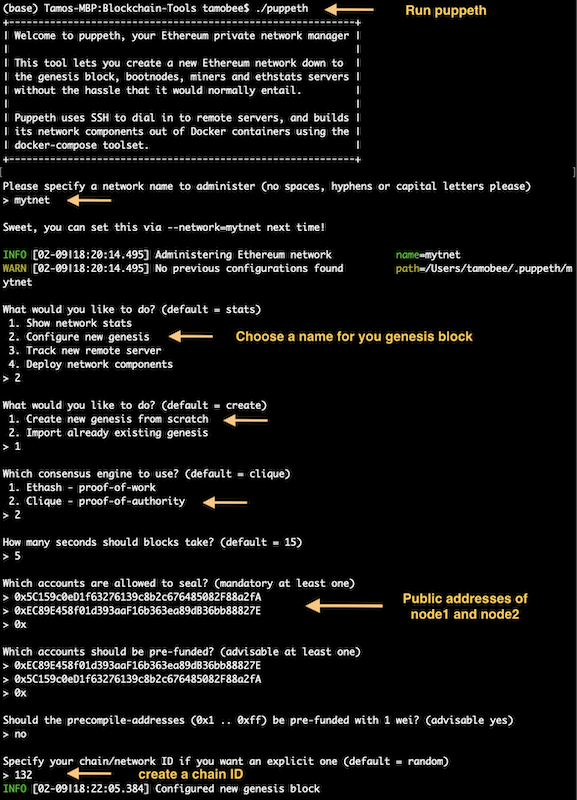 (base) Tamos-MBP:Blockchain-Tools tamobee$ ./puppeth Run puppeth
+-----------------------------------------------------------+
| Welcome to puppeth, your Ethereum private network manager |
| |
| This tool lets you create a new Ethereum network down to |
| the genesis block, bootnodes, miners and ethstats servers |
| without the hassle that it would normally entail. |
| |
| Puppeth uses SSH to dial in to remote servers, and builds |
| its network components out of Docker containers using the |
| docker-compose toolset. |
+-----------------------------------------------------------+
Please specify a network name to administer (no spaces, hyphens or capital letters please)
> mytnet
Sweet, you can set this via --network=mytnet next time!
INFO [02-09|18:20:14.495] Administering Ethereum network name=mytnet
WARN [02-09|18:20:14.495] No previous configurations found path=/Users/tamobee/.puppeth/m
ytnet
What would you like to do? (default = stats)
1. Show network stats
2. Configure new genesis Choose a name for you genesis block
3. Track new remote server
4. Deploy network components
> 2
What would you like to do? (default = create)
1. Create new genesis from scratch
2. Import already existing genesis
> 1
Which consensus engine to use? (default = clique)
1. Ethash - proof-of-work
2. Clique - proof-of-authority
> 2
How many seconds should blocks take? (default = 15)
> 5
Which accounts are allowed to seal? (mandatory at least one)
> 0x5C159c0eD1f63276139c8b2c676485082F88a2fA
> 0xEC89E458f01d393aaF16b363ea89dB36bb88827E
> 0x
Public addresses of
node1 and node2
Which accounts should be pre-funded? (advisable at least one)
> 0xEC89E458f01d393aaF16b363ea89dB36bb88827E
> 0x5C159c0eD1f63276139c8b2c676485082F88a2fA
> 0x
Should the precompile-addresses (0x1 .. 0xff) be pre-funded with 1 wei? (advisable yes)
> no
Specify your chain/network ID if you want an explicit one (default = random)
> 132 create a chain ID
INFO [02-09|18:22:05.384] Configured new genesis block